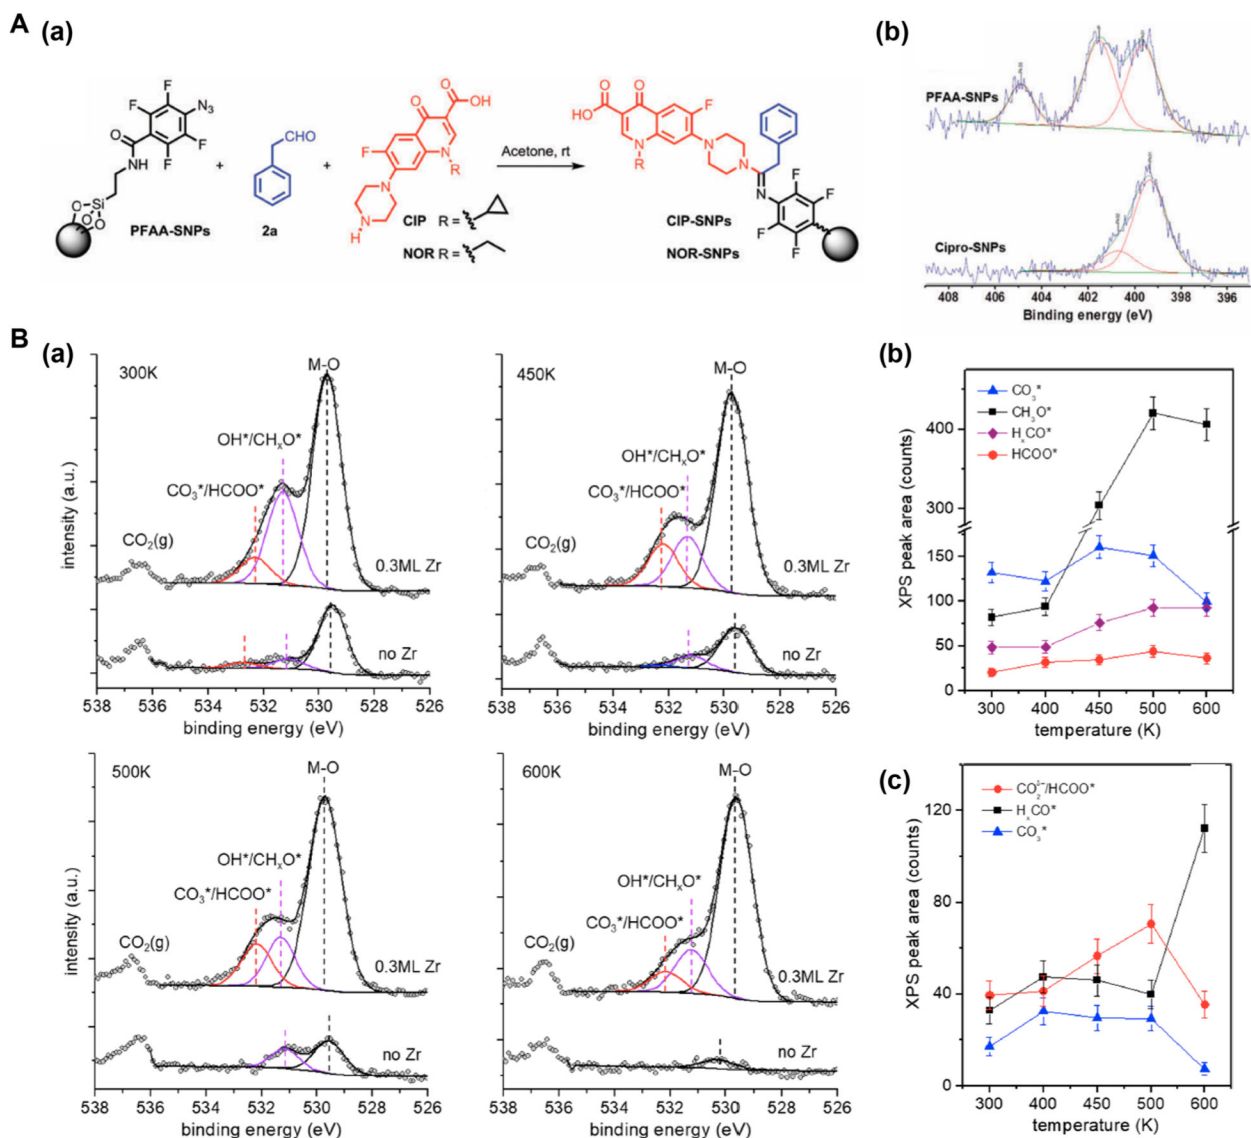 A (a)
O
OH
F
F
N₃
F
F
O
NH
Si
O
O
O
PFAA-SNPs
+
CHO
2a
+
O
O
OH
F
N
R
N
N
H
CIP R =
NOR R =
Acetone, rt
O
O
HO
F
N
R
N
N
N
F
F
F
F
CIP-SNPs
NOR-SNPs
(b)
PFAA-SNPs
Cipro-SNPs
408 406 404 402 400 398 396
Binding energy (eV)
B (a)
300K
M-O
OH*/CHₓO*
CO₃*/HCOO*
CO₂(g)
0.3ML Zr
no Zr
intensity (a.u.)
538 536 534 532 530 528 526
binding energy (eV)
450K
M-O
OH*/CHₓO*
CO₃*/HCOO*
CO₂(g)
0.3ML Zr
no Zr
538 536 534 532 530 528 526
binding energy (eV)
(b)
CO₃*
CH₃O*
HₓCO*
HCOO*
XPS peak area (counts)
400
300
150
100
50
0
300 400 450 500 600
temperature (K)
500K
M-O
OH*/CHₓO*
CO₃*/HCOO*
CO₂(g)
0.3ML Zr
no Zr
intensity (a.u.)
538 536 534 532 530 528 526
binding energy (eV)
600K
M-O
OH*/CHₓO*
CO₃*/HCOO*
CO₂(g)
0.3ML Zr
no Zr
538 536 534 532 530 528 526
binding energy (eV)
(c)
CO₂ᵟ⁻/HCOO*
HₓCO*
CO₃*
XPS peak area (counts)
120
80
40
0
300 400 450 500 600
temperature (K)